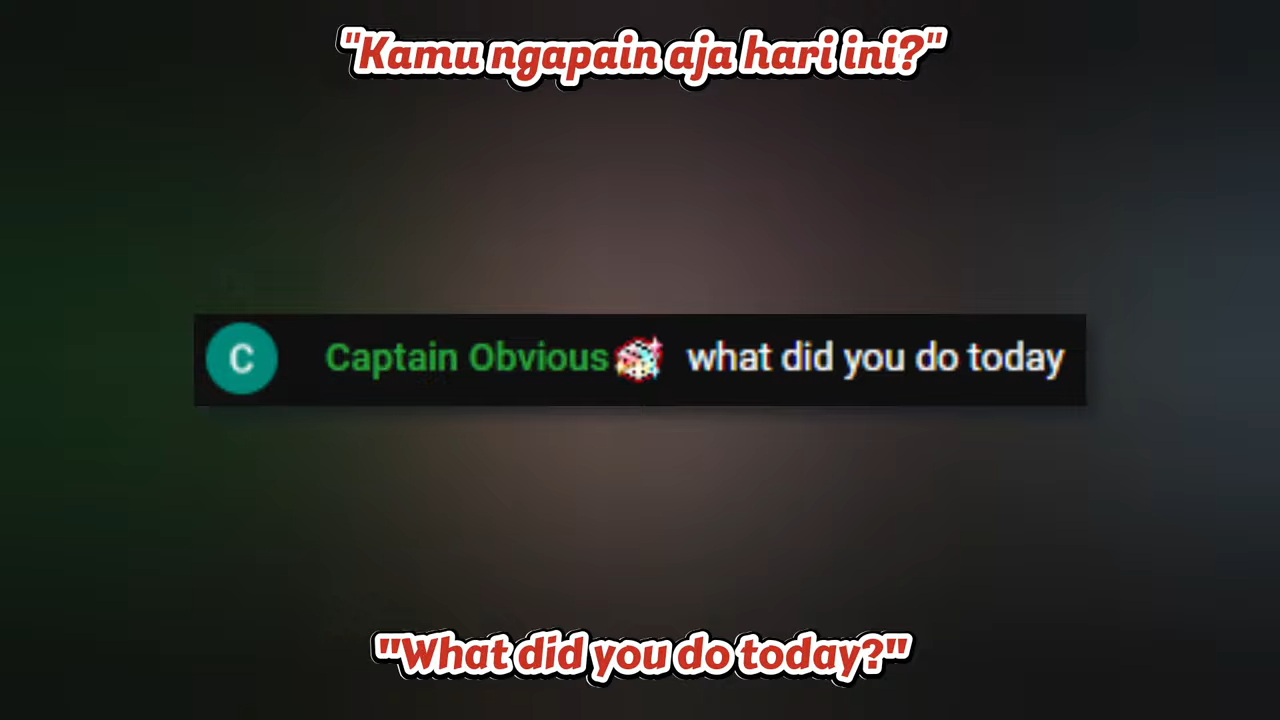 "Kamu ngapain aja hari ini?"
C Captain Obvious what did you do today
"What did you do today?"